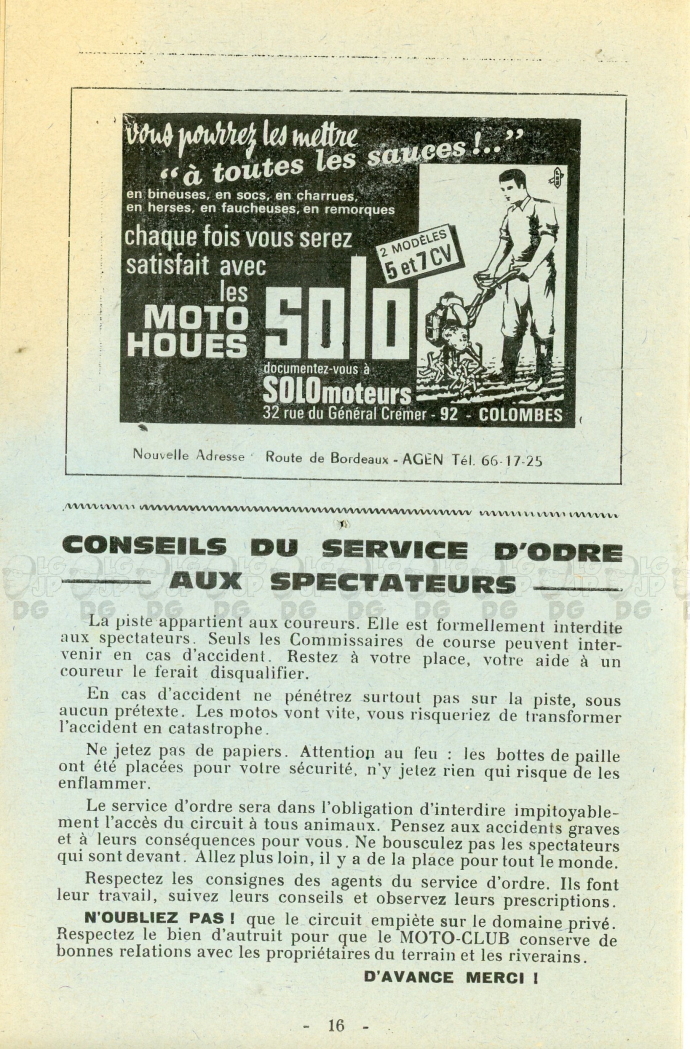 vous pourrez les mettre
"à toutes les sauces!.."
en bineuses, en socs, en charrues,
en herses, en faucheuses, en remorques
chaque fois vous serez
satisfait avec
les
MOTO
HOUES
solo
2 MODÈLES
5 et 7 CV
documentez-vous à
SOLOmoteurs
32 rue du Général Cremer - 92 - COLOMBES
Nouvelle Adresse Route de Bordeaux - AGEN Tél. 66-17-25
CONSEILS DU SERVICE D'ODRE
AUX SPECTATEURS
La piste appartient aux coureurs. Elle est formellement interdite
aux spectateurs. Seuls les Commissaires de course peuvent inter-
venir en cas d'accident. Restez à votre place, votre aide à un
coureur le ferait disqualifier.
En cas d'accident ne pénétrez surtout pas sur la piste, sous
aucun prétexte. Les motos vont vite, vous risqueriez de transformer
l'accident en catastrophe.
Ne jetez pas de papiers. Attention au feu : les bottes de paille
ont été placées pour votre sécurité, n'y jetez rien qui risque de les
enflammer.
Le service d'ordre sera dans l'obligation d'interdire impitoyable-
ment l'accès du circuit à tous animaux. Pensez aux accidents graves
et à leurs conséquences pour vous. Ne bousculez pas les spectateurs
qui sont devant. Allez plus loin, il y a de la place pour tout le monde.
Respectez les consignes des agents du service d'ordre. Ils font
leur travail, suivez leurs conseils et observez leurs prescriptions.
N'OUBLIEZ PAS ! que le circuit empiète sur le domaine privé.
Respectez le bien d'autruit pour que le MOTO-CLUB conserve de
bonnes relations avec les propriétaires du terrain et les riverains.
D'AVANCE MERCI !
- 16 -